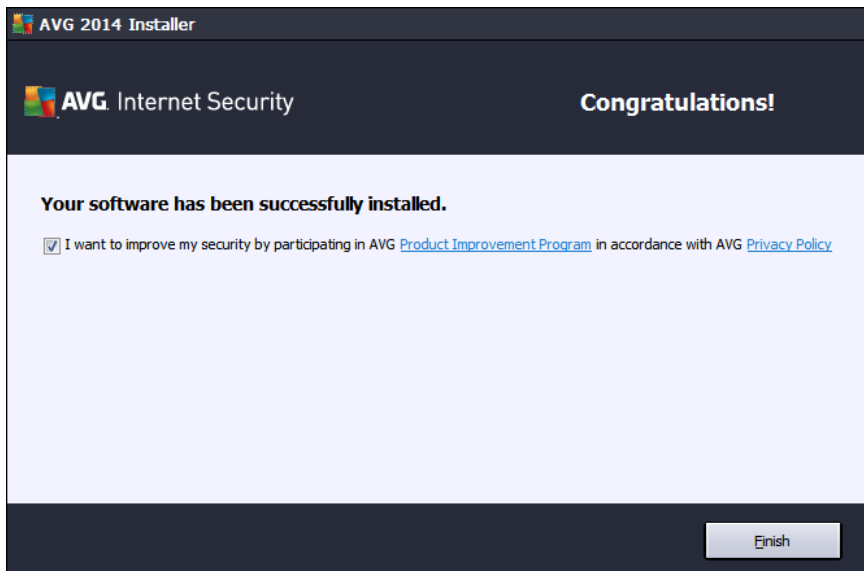 AVG 2014 Installer
AVG. Internet Security
Congratulations!
Your software has been successfully installed.
I want to improve my security by participating in AVG Product Improvement Program in accordance with AVG Privacy Policy
Finish